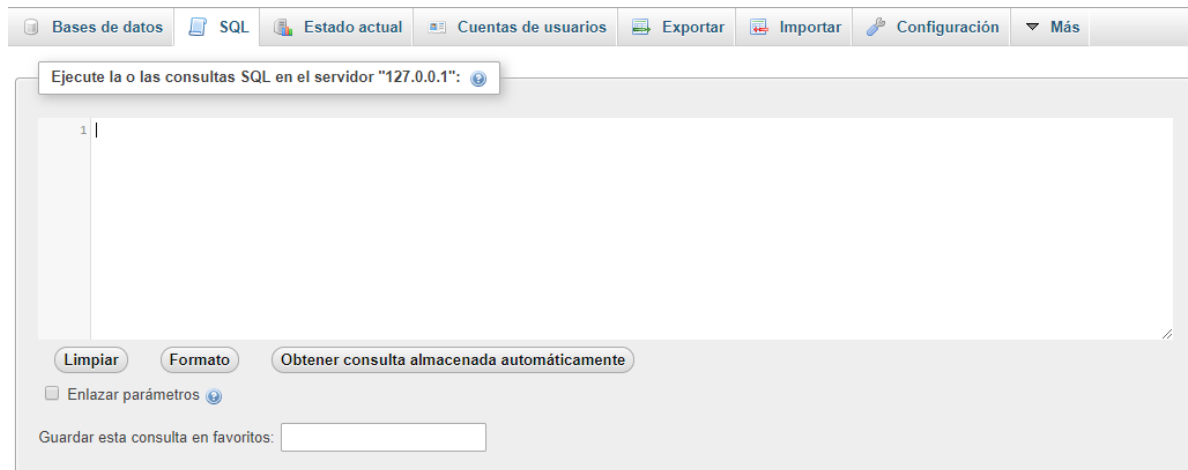 Bases de datos SQL Estado actual Cuentas de usuarios Exportar Importar Configuración Más
Ejecute la o las consultas SQL en el servidor "127.0.0.1":
1
Limpiar Formato Obtener consulta almacenada automáticamente
Enlazar parámetros
Guardar esta consulta en favoritos: